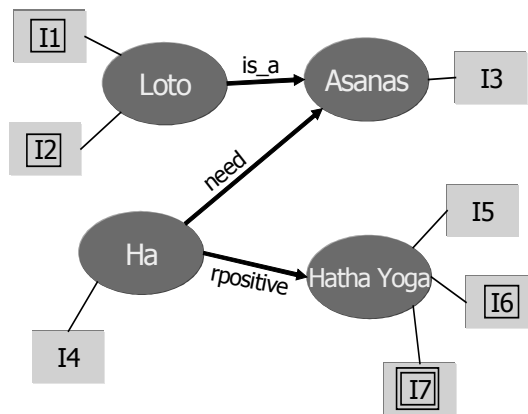 I1
Loto
is_a
Asanas
I3
I2
need
Ha
rpositive
Hatha Yoga
I5
I6
I4
I7